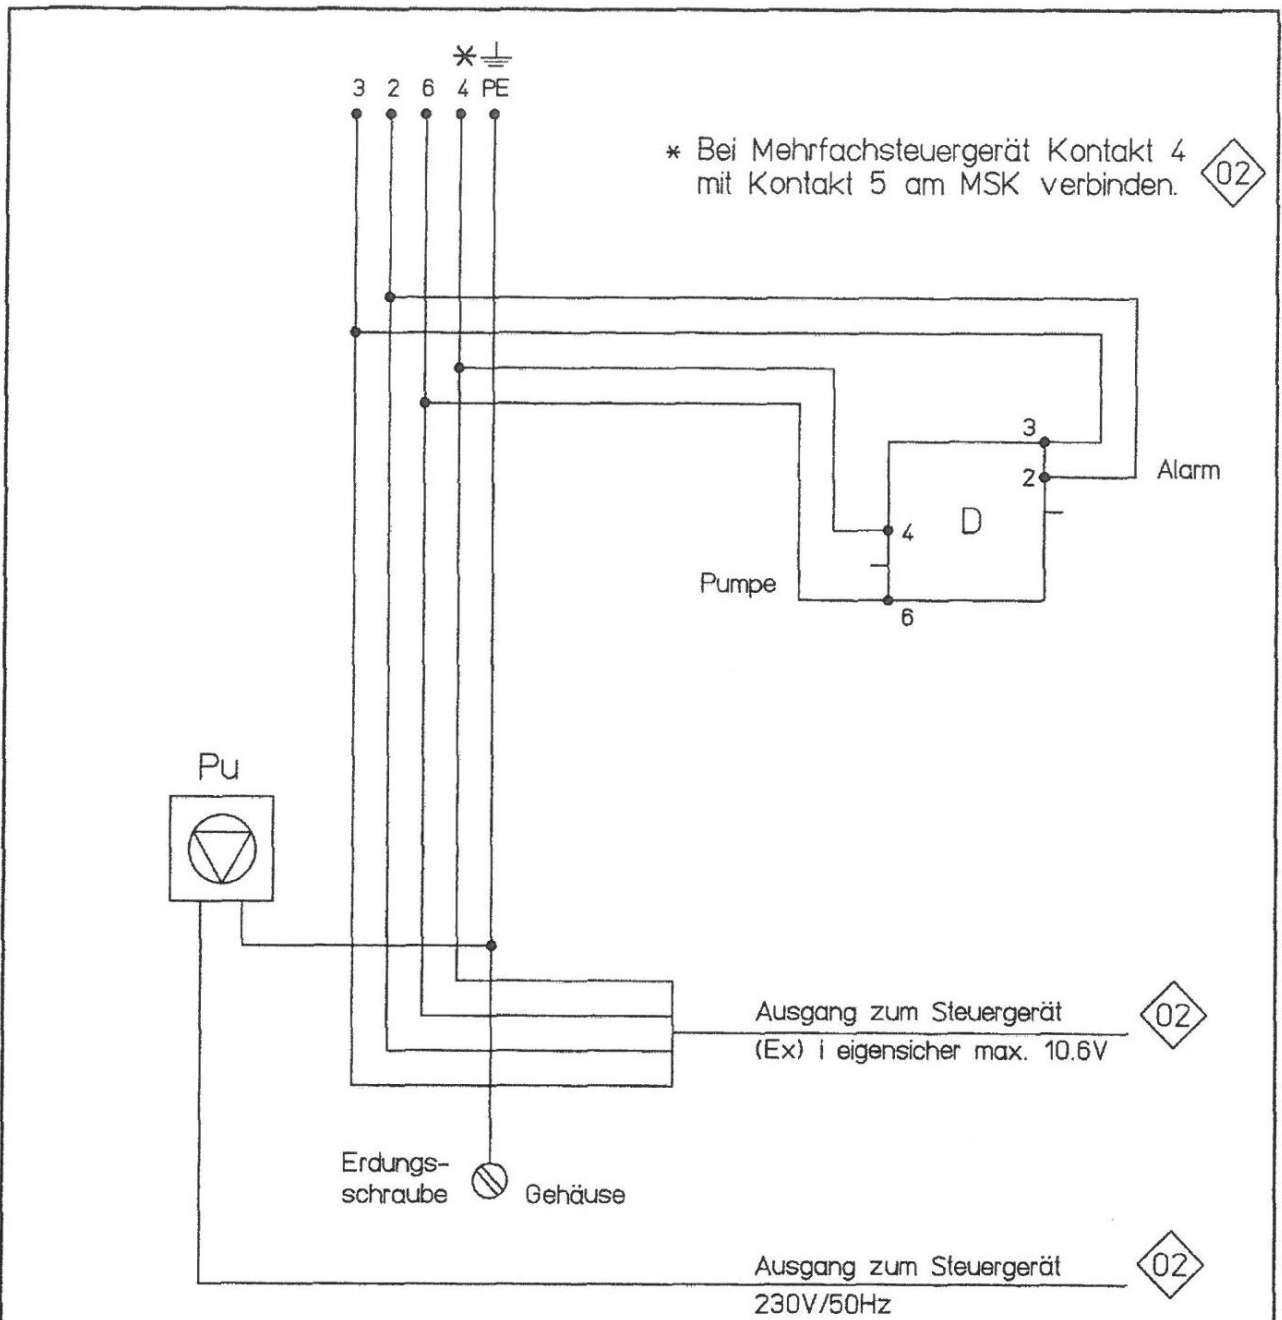 *
3 2 6 4 PE
* Bei Mehrfachsteuergerät Kontakt 4
mit Kontakt 5 am MSK verbinden.
02
3
2
Alarm
4
D
Pumpe
6
Pu
Ausgang zum Steuergerät
02
(Ex) i eigensicher max. 10.6V
Erdungs-
schraube
Gehäuse
Ausgang zum Steuergerät
02
230V/50Hz